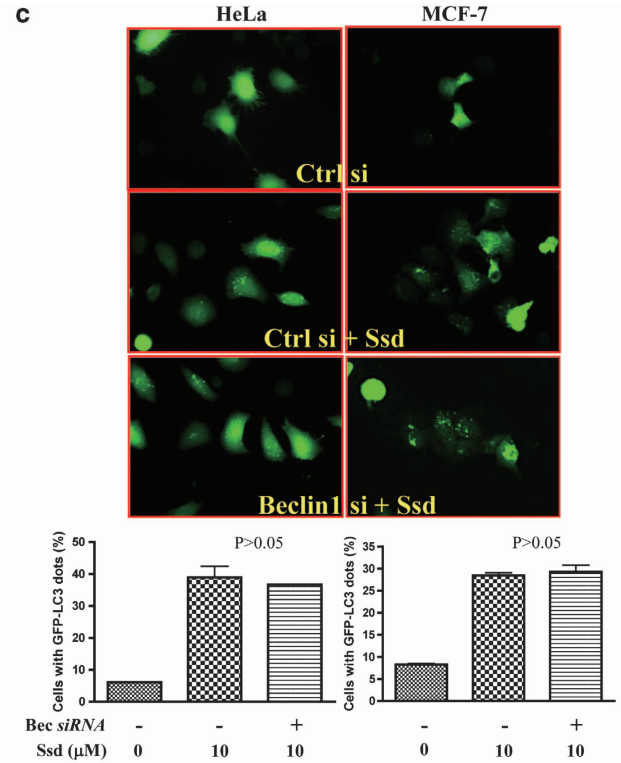 c
HeLa MCF-7
Ctrl si
Ctrl si + Ssd
Beclin1 si + Ssd
Cells with GFP-LC3 dots (%)
50
40
30
20
10
0
P>0.05
Cells with GFP-LC3 dots (%)
35
30
25
20
15
10
5
0
P>0.05
Bec siRNA - - + - - +
Ssd (μM) 0 10 10 0 10 10